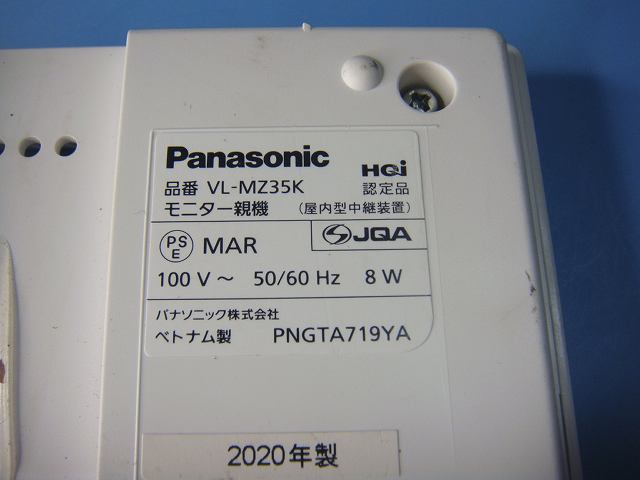 Panasonic
HQi
品番 VL-MZ35K
認定品
モニター親機
(屋内型中継装置)
PS
E
MAR
JQA
100 V～ 50/60 Hz 8 W
パナソニック株式会社
ベトナム製 PNGTA719YA
2020年製